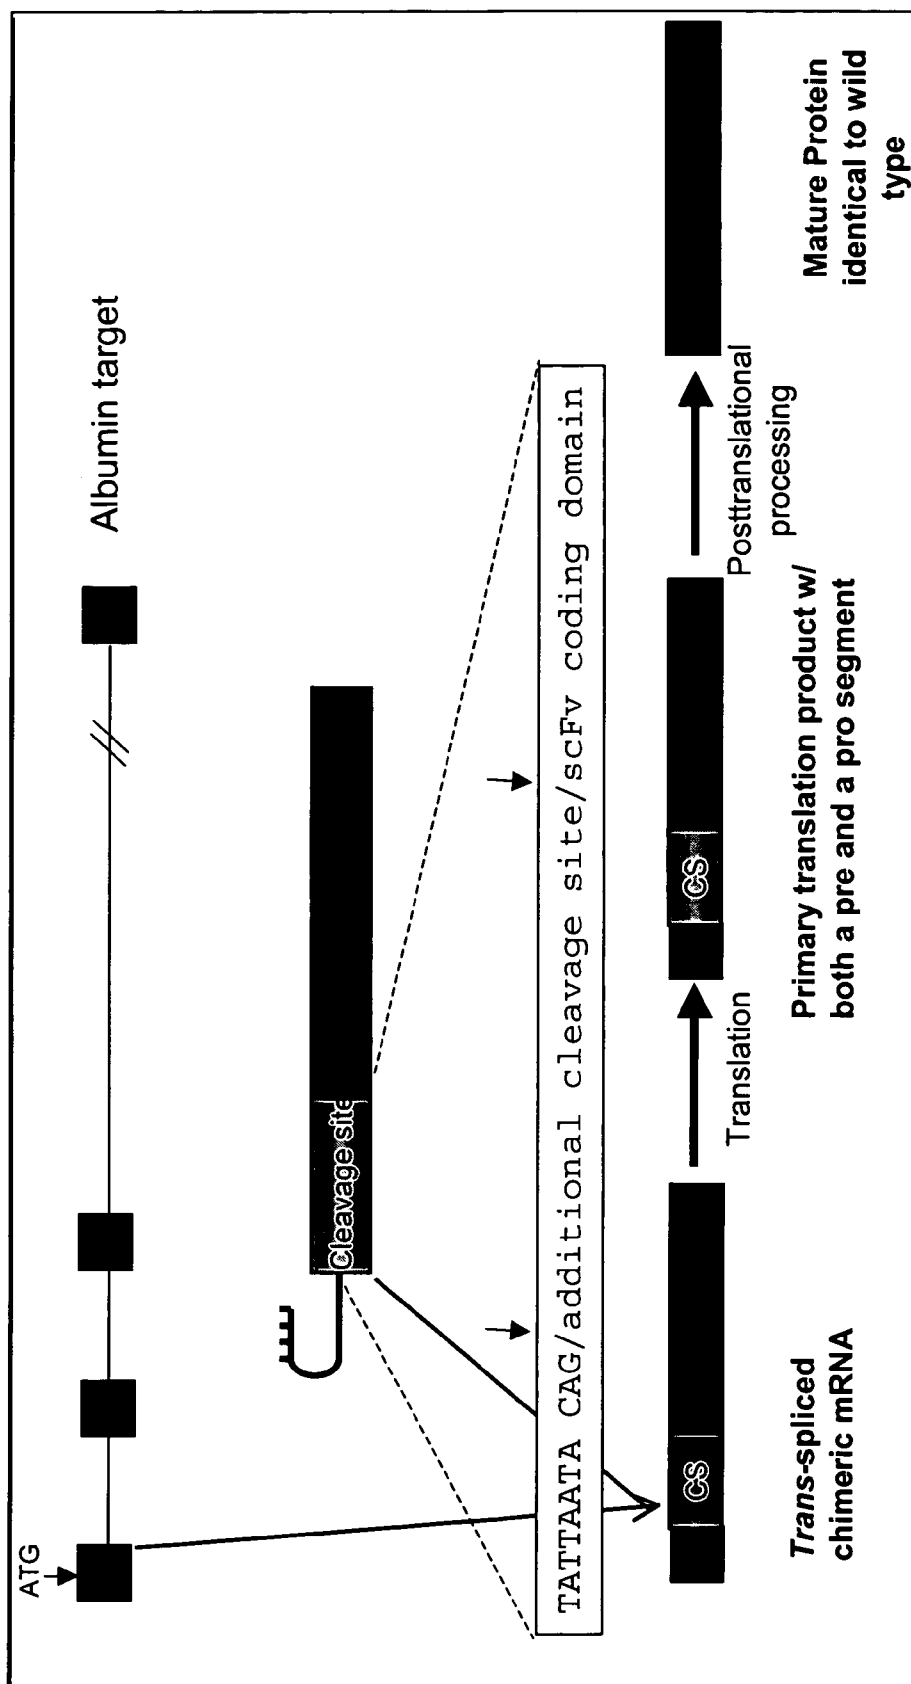 ATG
Albumin target
Cleavage site
TATTAATA CAG/additional cleavage site/scFv coding domain
CS
Translation
CS
Posttranslational
processing
Trans-spliced
chimeric mRNA
Primary translation product w/
both a pre and a pro segment
Mature Protein
identical to wild
type